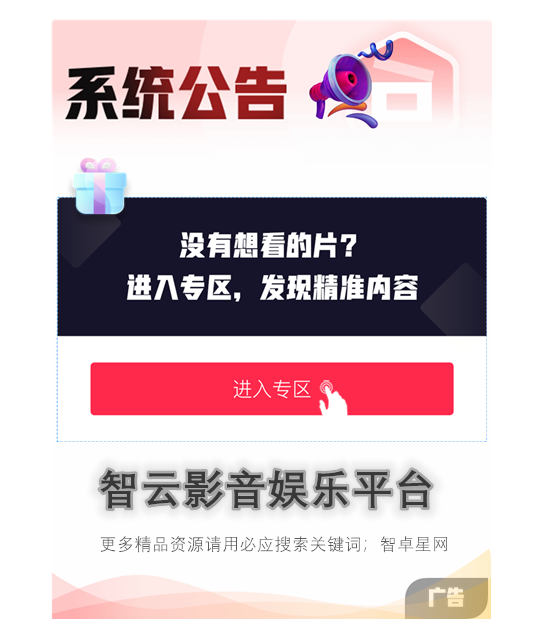 系统公告
没有想看的片?
进入专区，发现精准内容
进入专区
智云影音娱乐平台
更多精品资源请用必应搜索关键词；智卓星网
广告